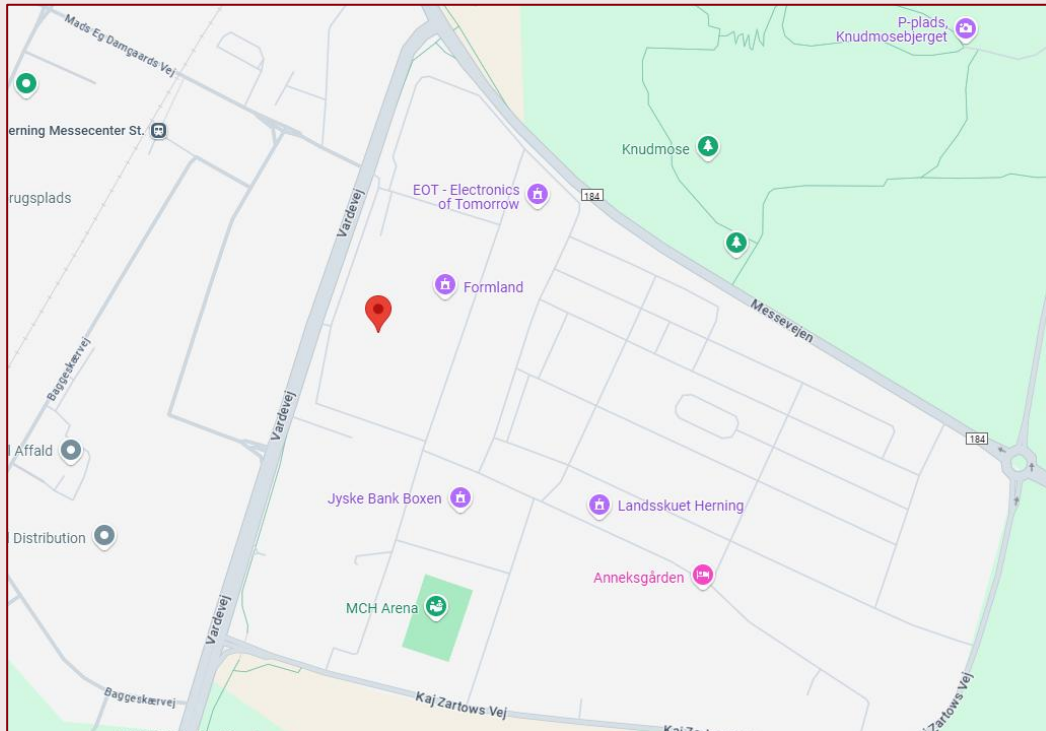 Mads Eg Damgaards Vej
P-plads,
Knudmosebjerget
erning Messecenter St.
Knudmose
EOT - Electronics
of Tomorrow
184
rugsplads
Vardevej
Formland
Messevejen
Baggeskærvej
Vardevej
184
l Affald
Jyske Bank Boxen
Landsskuet Herning
l Distribution
Anneksgården
MCH Arena
Vardevej
Baggeskærvej
Kaj Zartows Vej
Zartows Vej